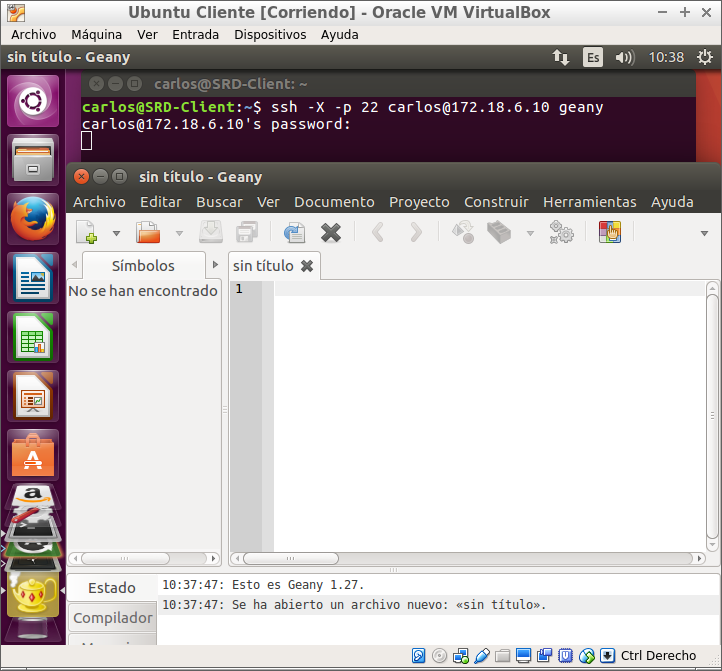 Ubuntu Cliente [Corriendo] - Oracle VM VirtualBox
Archivo Máquina Ver Entrada Dispositivos Ayuda
sin título - Geany Es 10:38
carlos@SRD-Client: ~
carlos@SRD-Client:~$ ssh -X -p 22 carlos@172.18.6.10 geany
carlos@172.18.6.10's password:
sin título - Geany
Archivo Editar Buscar Ver Documento Proyecto Construir Herramientas Ayuda
Símbolos sin título
No se han encontrado 1
Estado 10:37:47: Esto es Geany 1.27.
10:37:47: Se ha abierto un archivo nuevo: «sin título».
Compilador
Ctrl Derecho